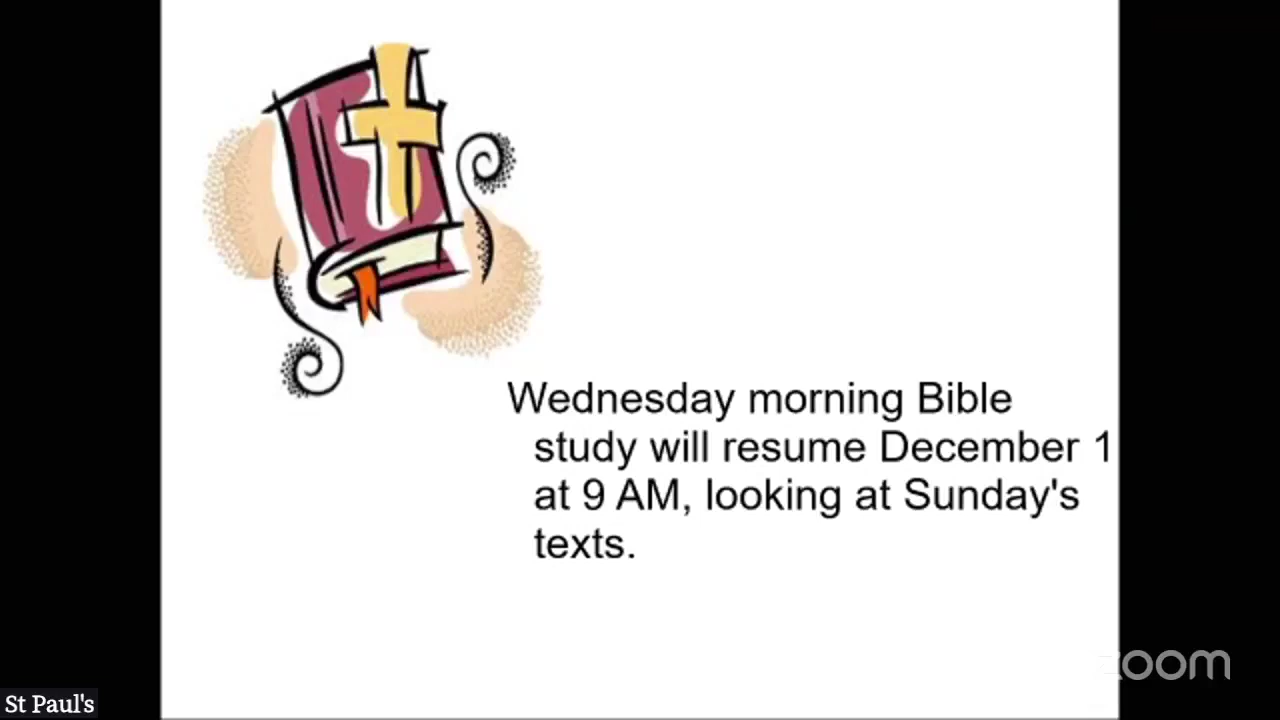 Wednesday morning Bible
study will resume December 1
at 9 AM, looking at Sunday's
texts.
zoom
St Paul's